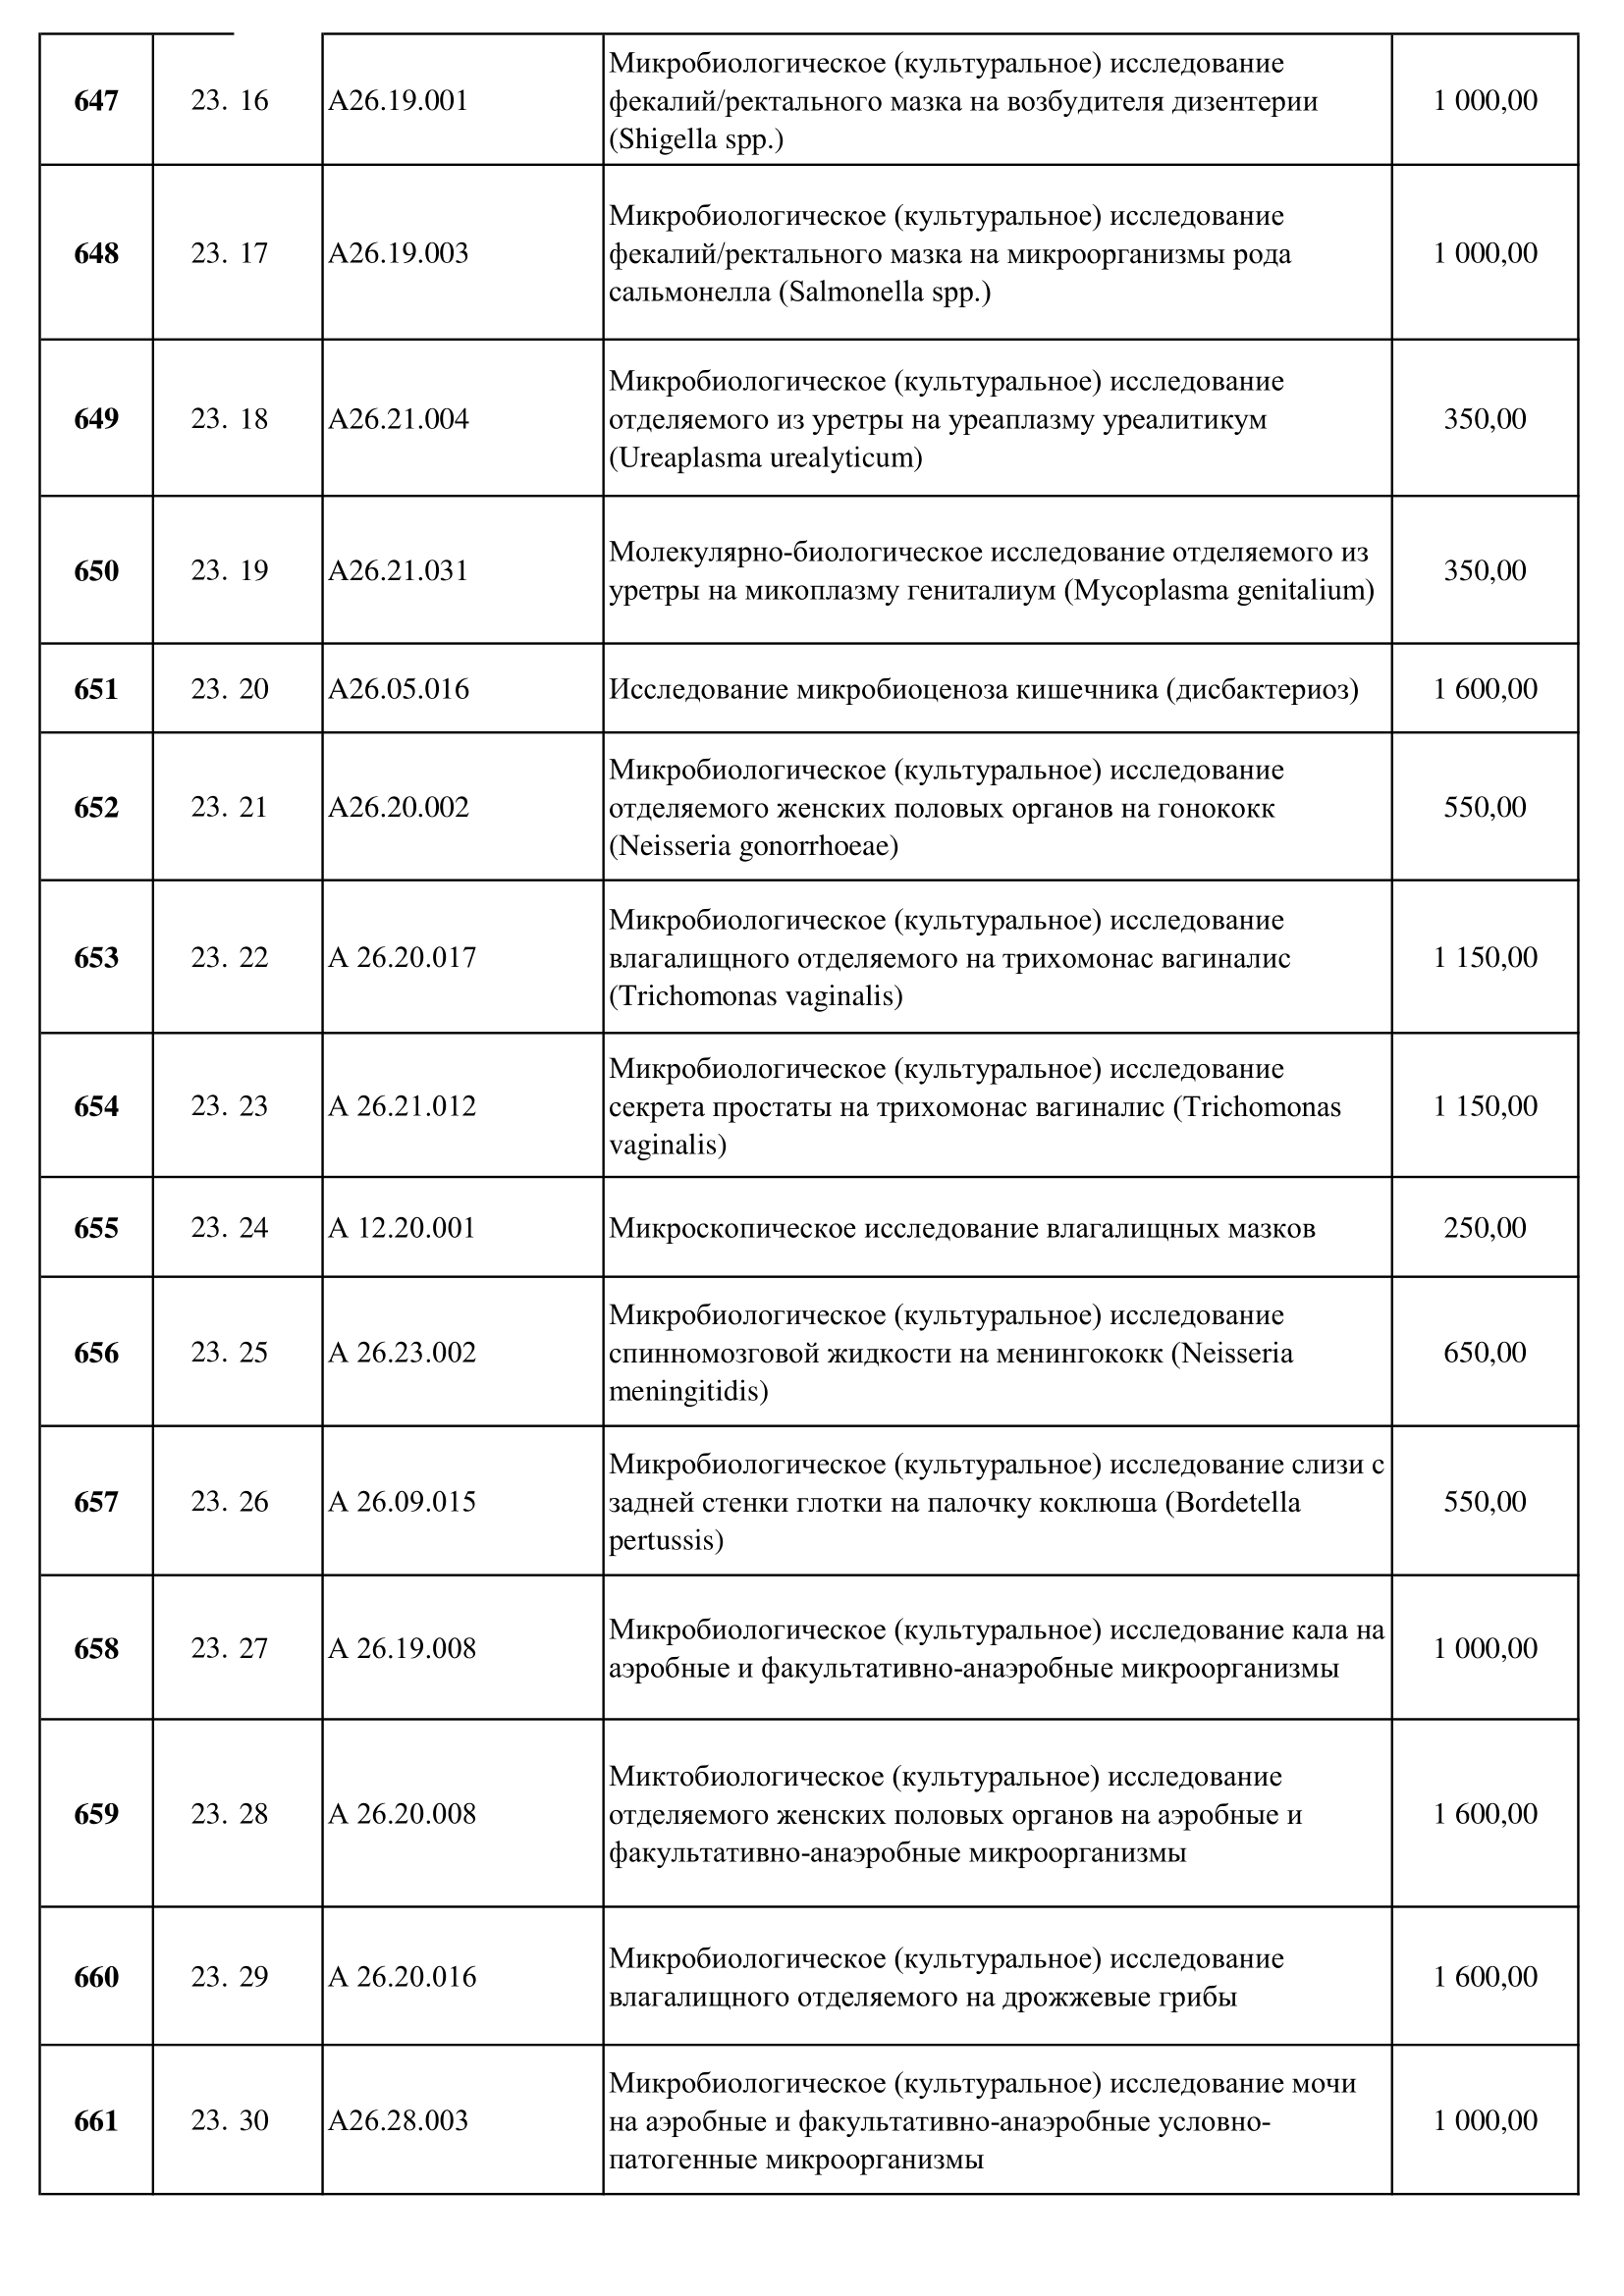 647 23. 16 А26.19.001 Микробиологическое (культуральное) исследование
фекалий/ректального мазка на возбудителя дизентерии
(Shigella spp.) 1 000,00
648 23. 17 А26.19.003 Микробиологическое (культуральное) исследование
фекалий/ректального мазка на микроорганизмы рода
сальмонелла (Salmonella spp.) 1 000,00
649 23. 18 А26.21.004 Микробиологическое (культуральное) исследование
отделяемого из уретры на уреаплазму уреалитикум
(Ureaplasma urealyticum) 350,00
650 23. 19 А26.21.031 Молекулярно-биологическое исследование отделяемого из
уретры на микоплазму гениталиум (Mycoplasma genitalium) 350,00
651 23. 20 А26.05.016 Исследование микробиоценоза кишечника (дисбактериоз) 1 600,00
652 23. 21 А26.20.002 Микробиологическое (культуральное) исследование
отделяемого женских половых органов на гонококк
(Neisseria gonorrhoeae) 550,00
653 23. 22 А 26.20.017 Микробиологическое (культуральное) исследование
влагалищного отделяемого на трихомонас вагиналис
(Trichomonas vaginalis) 1 150,00
654 23. 23 А 26.21.012 Микробиологическое (культуральное) исследование
секрета простаты на трихомонас вагиналис (Trichomonas
vaginalis) 1 150,00
655 23. 24 А 12.20.001 Микроскопическое исследование влагалищных мазков 250,00
656 23. 25 А 26.23.002 Микробиологическое (культуральное) исследование
спинномозговой жидкости на менингококк (Neisseria
meningitidis) 650,00
657 23. 26 А 26.09.015 Микробиологическое (культуральное) исследование слизи с
задней стенки глотки на палочку коклюша (Bordetella
pertussis) 550,00
658 23. 27 А 26.19.008 Микробиологическое (культуральное) исследование кала на
аэробные и факультативно-анаэробные микроорганизмы 1 000,00
659 23. 28 А 26.20.008 Миктобиологическое (культуральное) исследование
отделяемого женских половых органов на аэробные и
факультативно-анаэробные микроорганизмы 1 600,00
660 23. 29 А 26.20.016 Микробиологическое (культуральное) исследование
влагалищного отделяемого на дрожжевые грибы 1 600,00
661 23. 30 А26.28.003 Микробиологическое (культуральное) исследование мочи
на аэробные и факультативно-анаэробные условно-
патогенные микроорганизмы 1 000,00